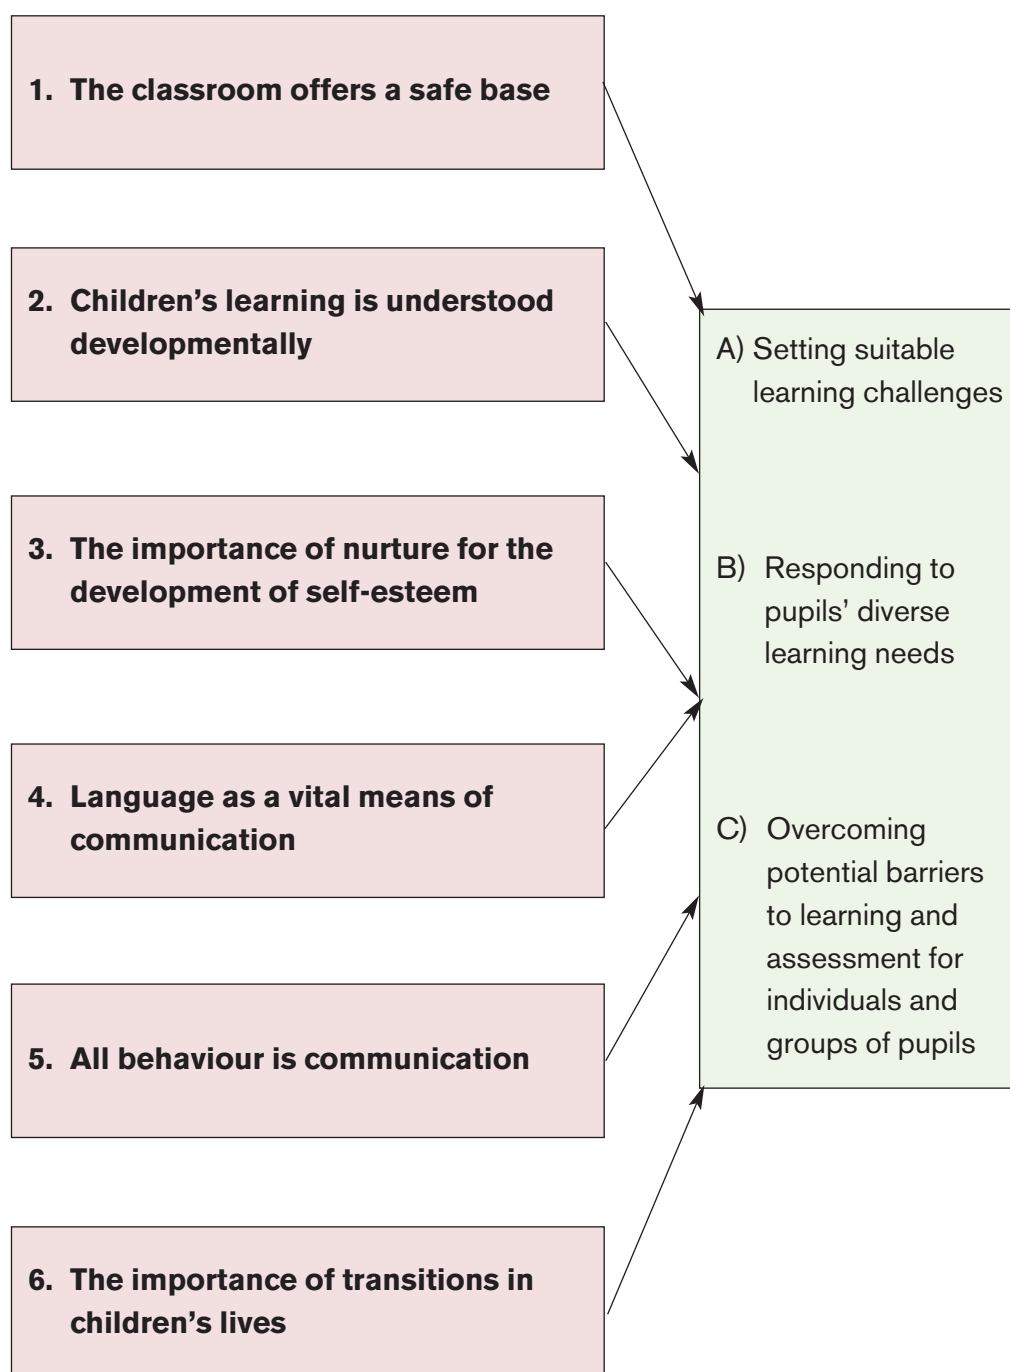 1. The classroom offers a safe base
2. Children’s learning is understood
developmentally
3. The importance of nurture for the
development of self-esteem
4. Language as a vital means of
communication
5. All behaviour is communication
6. The importance of transitions in
children’s lives
A) Setting suitable
learning challenges
B) Responding to
pupils’ diverse
learning needs
C) Overcoming
potential barriers
to learning and
assessment for
individuals and
groups of pupils